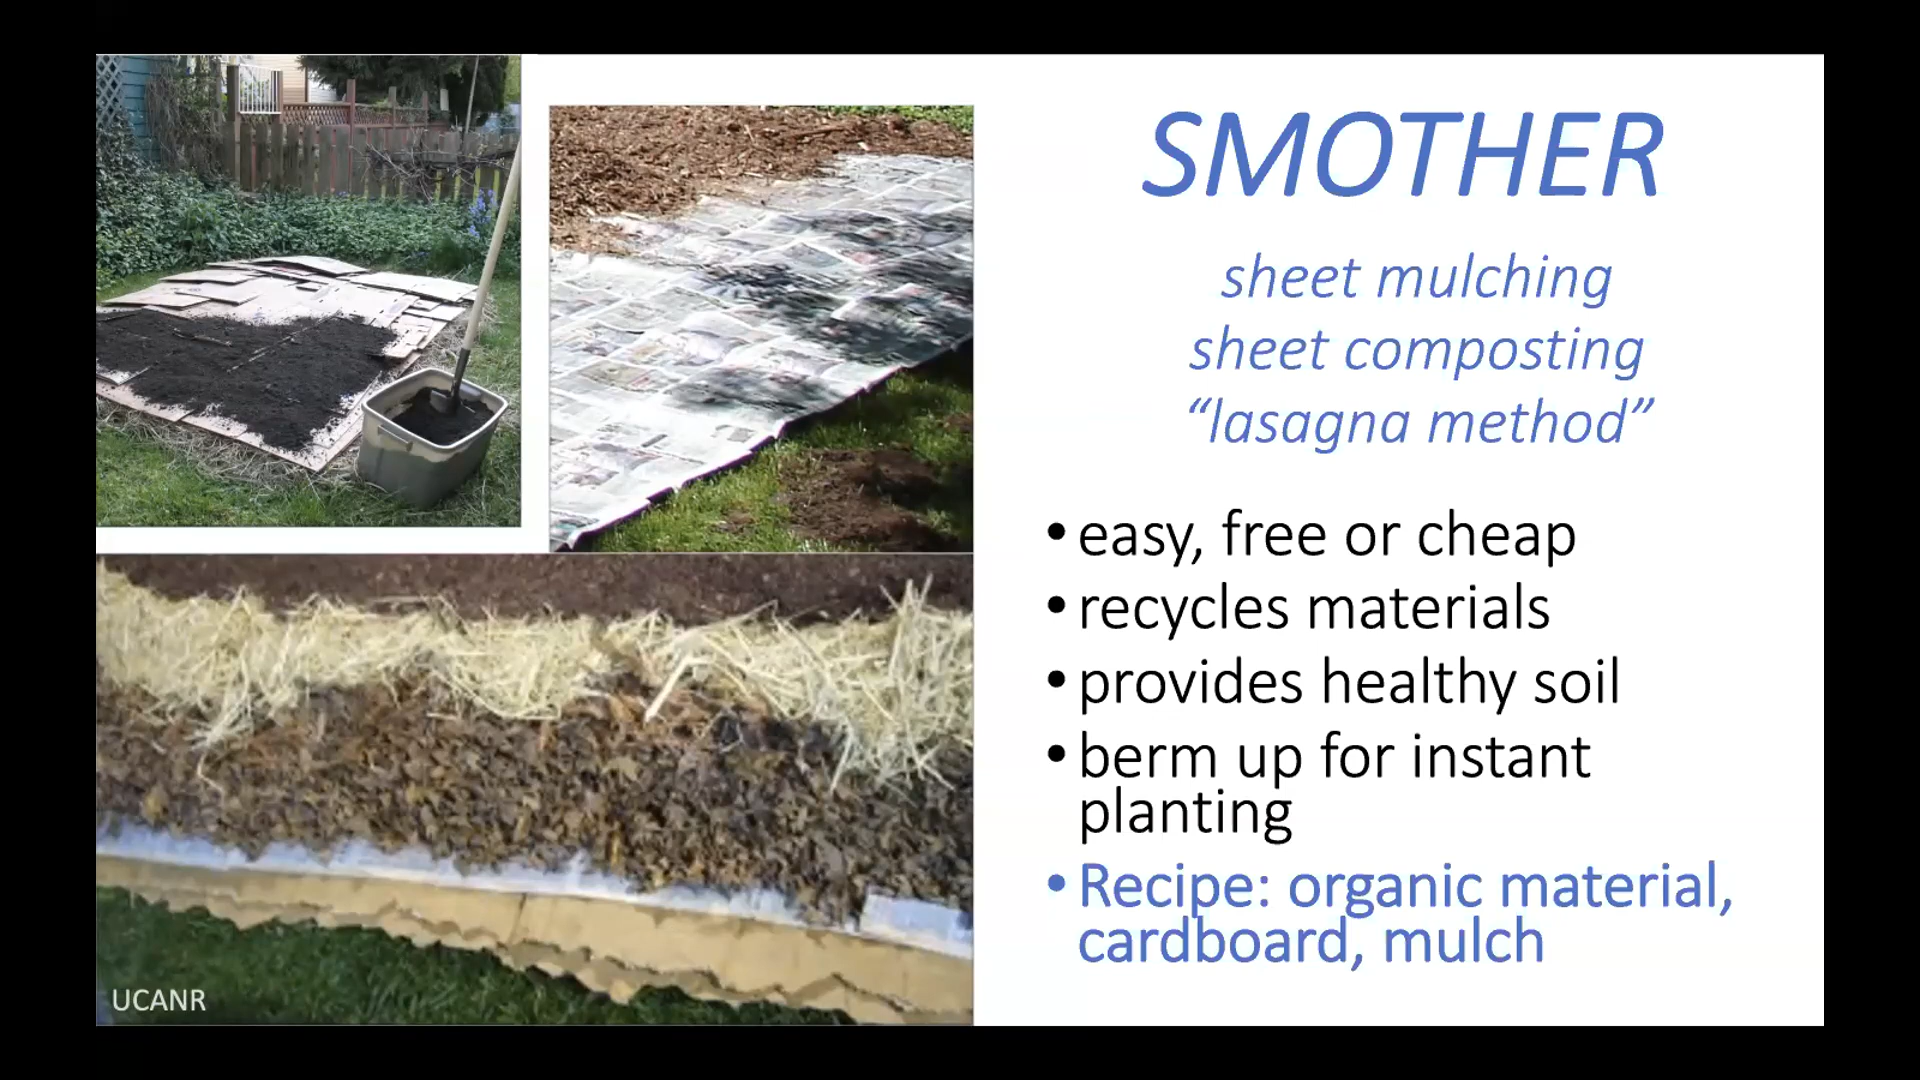 SMOTHER
sheet mulching
sheet composting
“lasagna method”
• easy, free or cheap
• recycles materials
• provides healthy soil
• berm up for instant
planting
• Recipe: organic material,
cardboard, mulch
UCANR